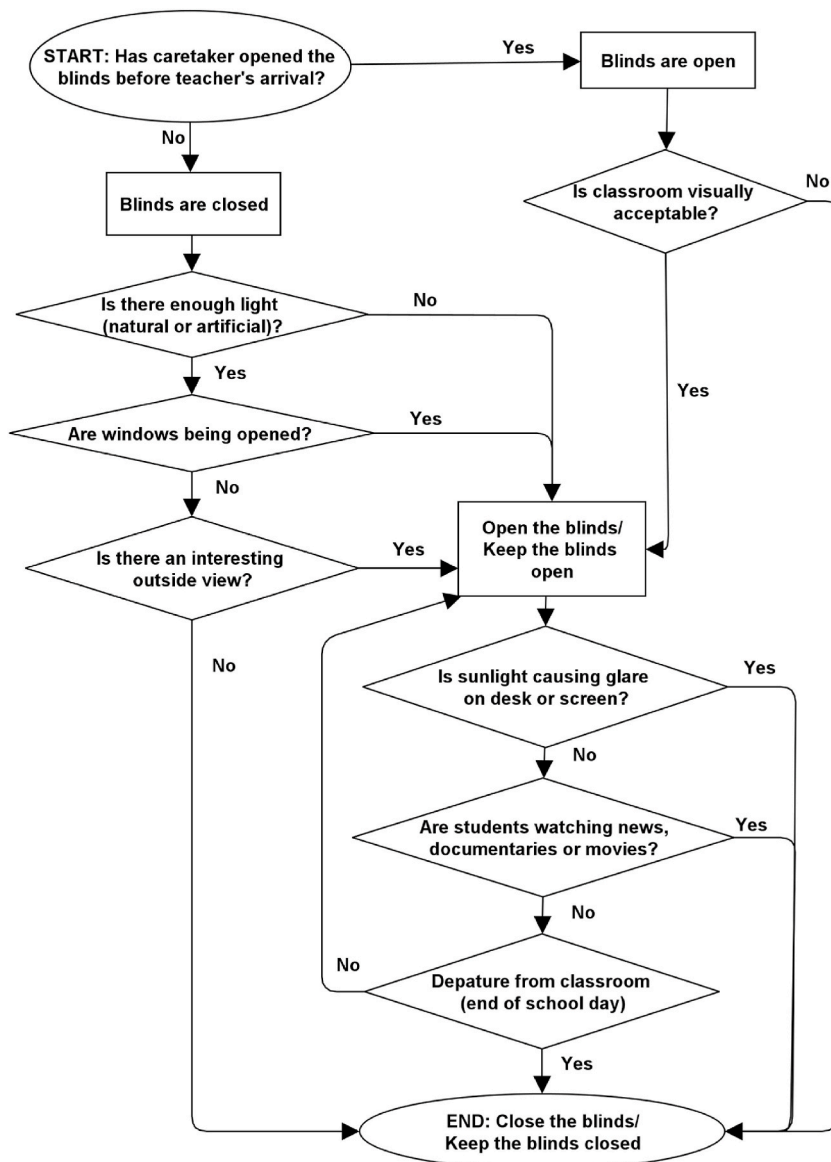 START: Has caretaker opened the
blinds before teacher's arrival?
Yes
Blinds are open
No
Blinds are closed
Is classroom visually
acceptable?
No
Yes
Is there enough light
(natural or artificial)?
No
Yes
Are windows being opened?
Yes
No
Is there an interesting
outside view?
Yes
No
Open the blinds/
Keep the blinds
open
Is sunlight causing glare
on desk or screen?
Yes
No
Are students watching news,
documentaries or movies?
Yes
No
Depature from classroom
(end of school day)
No
Yes
END: Close the blinds/
Keep the blinds closed